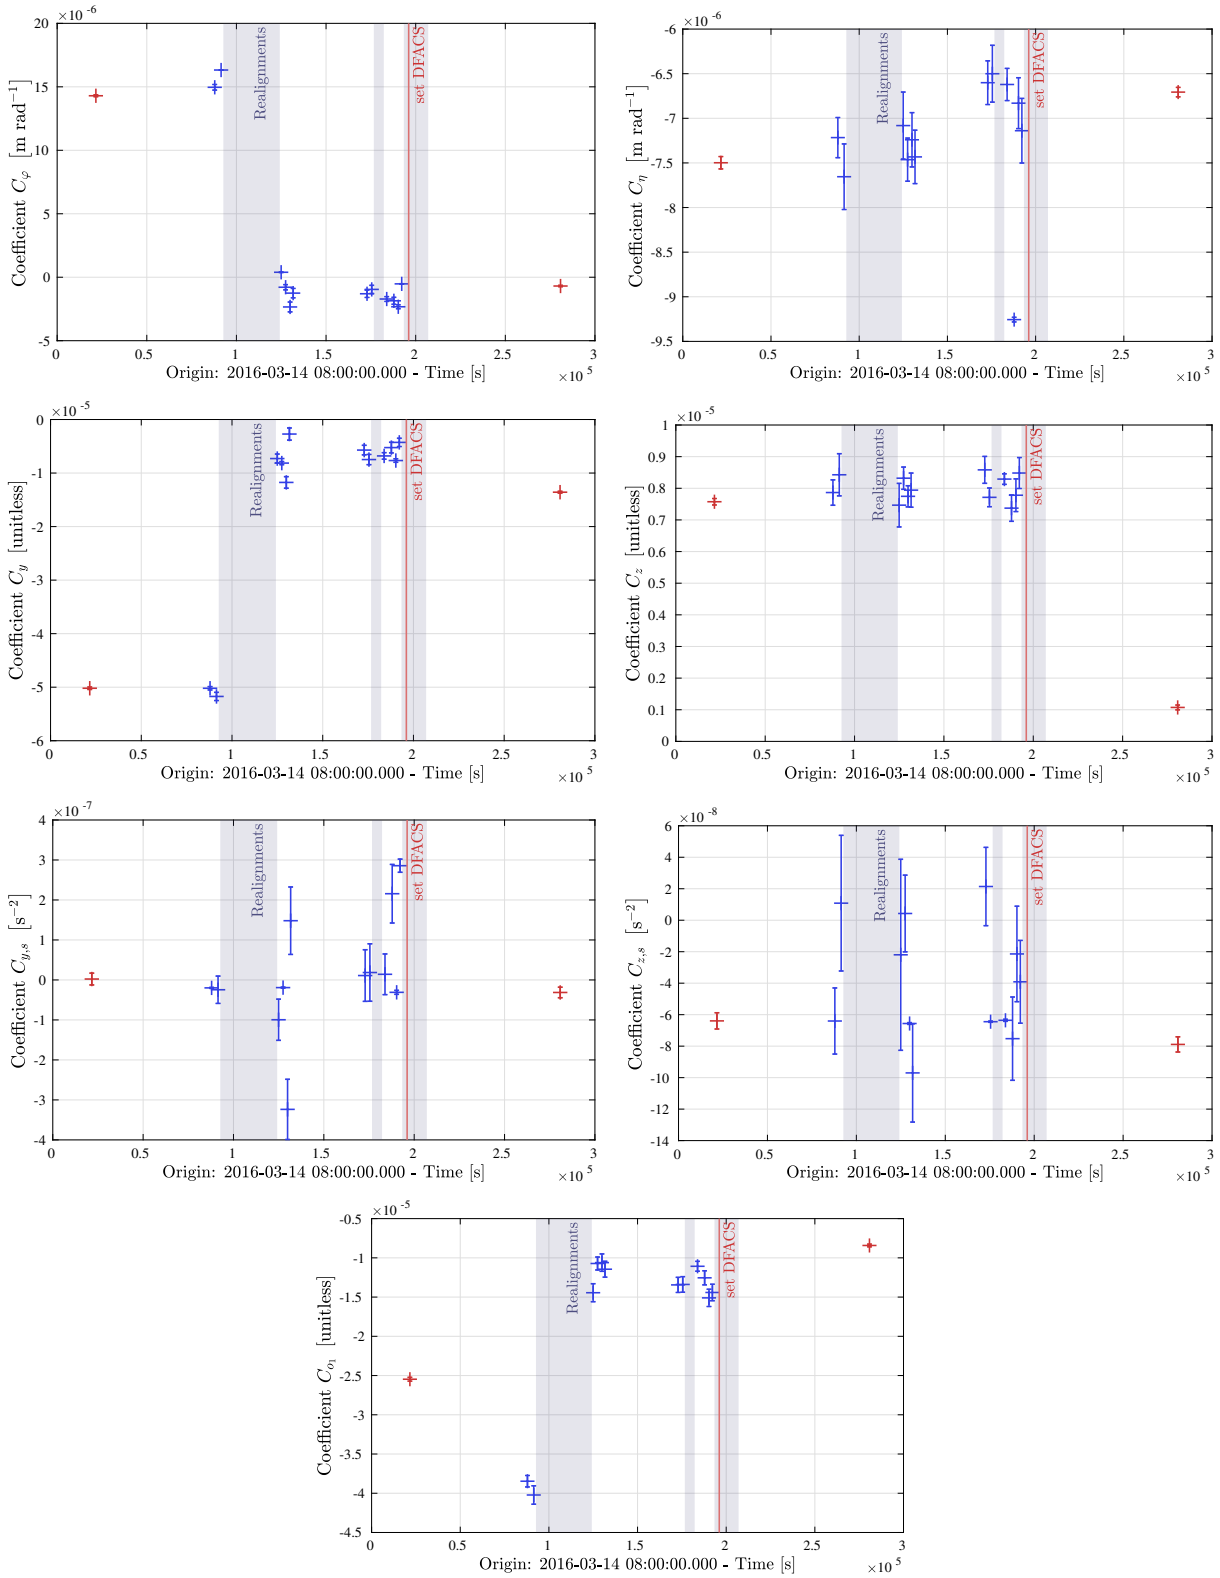 ×10⁻⁶
20
15
10
5
0
-5
Coefficient C_φ [m rad⁻¹]
Realignments
set DFACS
0 0.5 1 1.5 2 2.5 3
Origin: 2016-03-14 08:00:00.000 - Time [s]
×10⁵
×10⁻⁶
-6
-6.5
-7
-7.5
-8
-8.5
-9
-9.5
Coefficient C_η [m rad⁻¹]
Realignments
set DFACS
0 0.5 1 1.5 2 2.5 3
Origin: 2016-03-14 08:00:00.000 - Time [s]
×10⁵
×10⁻⁵
0
-1
-2
-3
-4
-5
-6
Coefficient C_y [unitless]
Realignments
set DFACS
0 0.5 1 1.5 2 2.5 3
Origin: 2016-03-14 08:00:00.000 - Time [s]
×10⁵
×10⁻⁵
1
0.9
0.8
0.7
0.6
0.5
0.4
0.3
0.2
0.1
0
Coefficient C_z [unitless]
Realignments
set DFACS
0 0.5 1 1.5 2 2.5 3
Origin: 2016-03-14 08:00:00.000 - Time [s]
×10⁵
×10⁻⁷
4
3
2
1
0
-1
-2
-3
-4
Coefficient C_{y,s} [s⁻²]
Realignments
set DFACS
0 0.5 1 1.5 2 2.5 3
Origin: 2016-03-14 08:00:00.000 - Time [s]
×10⁵
×10⁻⁸
6
4
2
0
-2
-4
-6
-8
-10
-12
-14
Coefficient C_{z,s} [s⁻²]
Realignments
set DFACS
0 0.5 1 1.5 2 2.5 3
Origin: 2016-03-14 08:00:00.000 - Time [s]
×10⁵
×10⁻⁵
-0.5
-1
-1.5
-2
-2.5
-3
-3.5
-4
-4.5
Coefficient C_{o₁} [unitless]
Realignments
set DFACS
0 0.5 1 1.5 2 2.5 3
Origin: 2016-03-14 08:00:00.000 - Time [s]
×10⁵